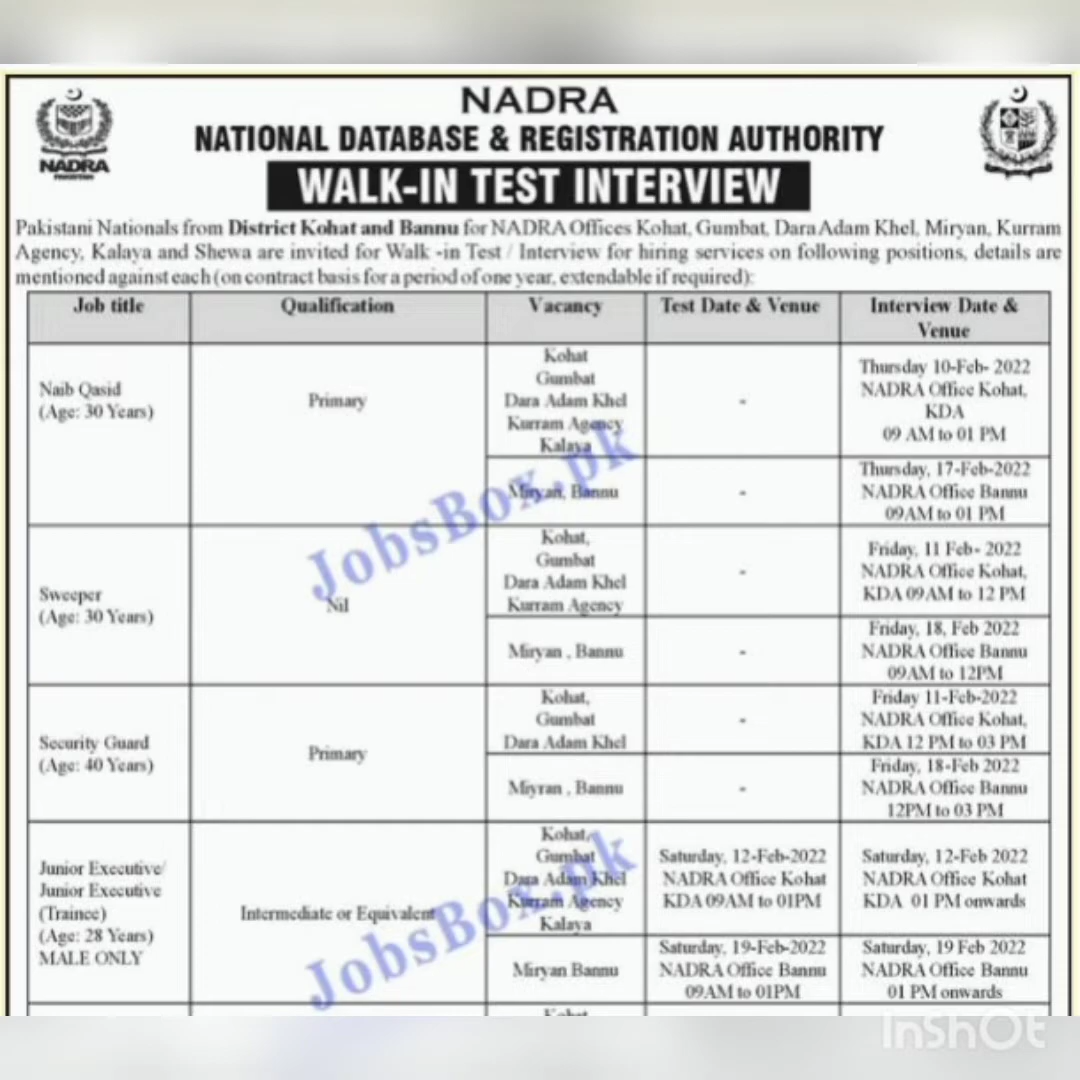 NADRA
NATIONAL DATABASE & REGISTRATION AUTHORITY
WALK-IN TEST INTERVIEW
NADRA
PAKISTAN
Pakistani Nationals from District Kohat and Bannu for NADRA Offices Kohat, Gumbat, Dara Adam Khel, Miryan, Kurram
Agency, Kalaya and Shewa are invited for Walk -in Test / Interview for hiring services on following positions, details are
mentioned against each (on contract basis for a period of one year, extendable if required):
Job title Qualification Vacancy Test Date & Venue Interview Date &
Venue
Naib Qasid
(Age: 30 Years)
Primary
Kohat
Gumbat
Dara Adam Khel
Kurram Agency
Kalaya
-
Thursday 10-Feb- 2022
NADRA Office Kohat,
KDA
09 AM to 01 PM
Miryan, Bannu
-
Thursday, 17-Feb-2022
NADRA Office Bannu
09AM to 01 PM
Sweeper
(Age: 30 Years)
Nil
Kohat,
Gumbat
Dara Adam Khel
Kurram Agency
-
Friday, 11 Feb- 2022
NADRA Office Kohat,
KDA 09 AM to 12 PM
Miryan , Bannu
-
Friday, 18, Feb 2022
NADRA Office Bannu
09AM to 12PM
Security Guard
(Age: 40 Years)
Primary
Kohat,
Gumbat
Dara Adam Khel
-
Friday 11-Feb-2022
NADRA Office Kohat,
KDA 12 PM to 03 PM
Miyran , Bannu
-
Friday, 18-Feb 2022
NADRA Office Bannu
12PM to 03 PM
Junior Executive/
Junior Executive
(Trainee)
(Age: 28 Years)
MALE ONLY
Intermediate or Equivalent
Kohat,
Gumbat
Dara Adam Khel
Kurram Agency
Kalaya
Saturday, 12-Feb-2022
NADRA Office Kohat
KDA 09AM to 01PM
Saturday, 12-Feb 2022
NADRA Office Kohat
KDA 01 PM onwards
Miryan Bannu
Saturday, 19-Feb-2022
NADRA Office Bannu
09AM to 01PM
Saturday, 19 Feb 2022
NADRA Office Bannu
01 PM onwards
JobsBox.pk
JobsBox.pk
InShOt